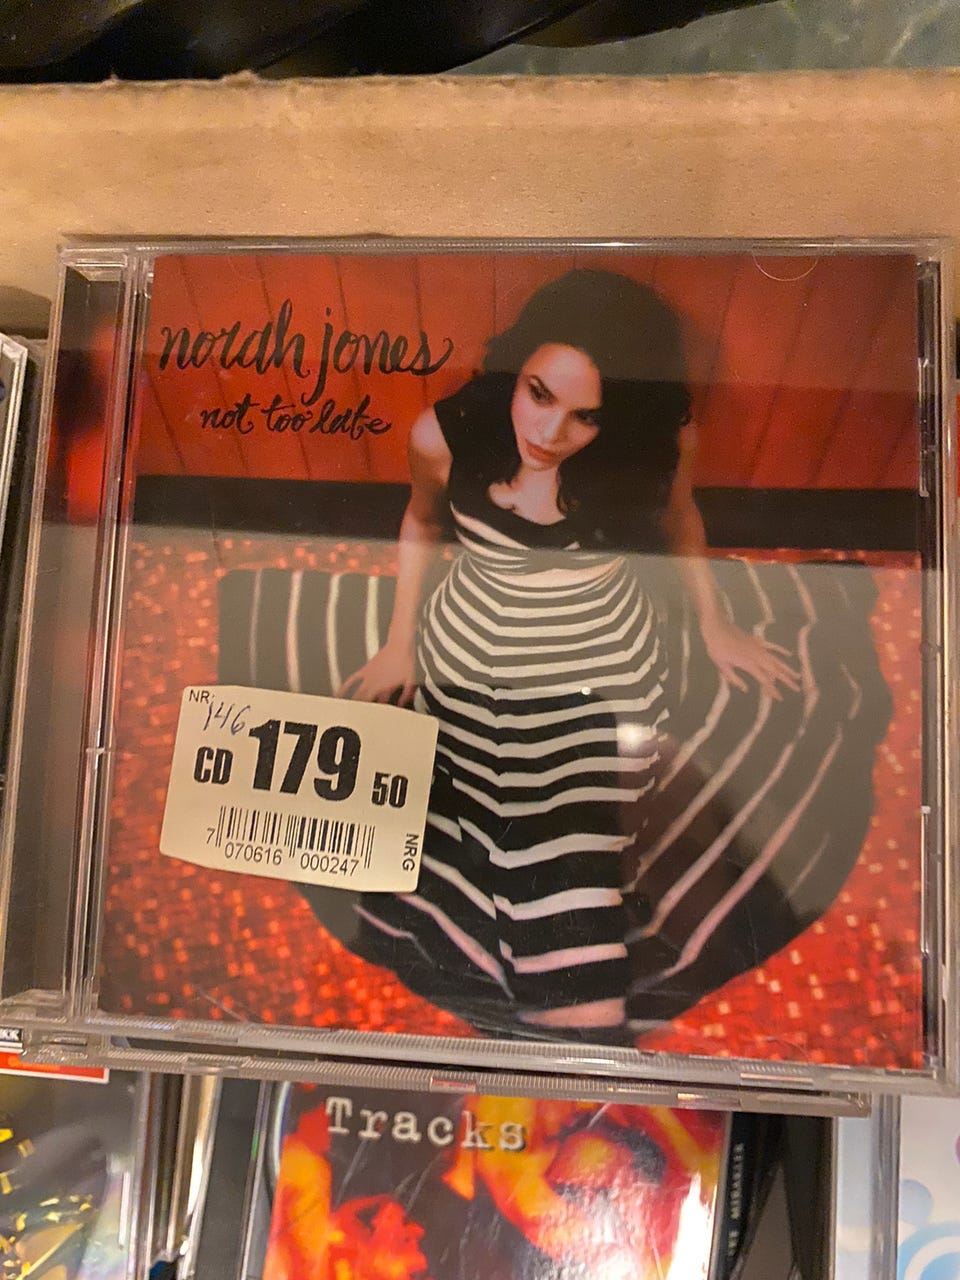 norah jones
not too late
NR:
146
CD 179 50
7 070616 000247
NRG
Tracks